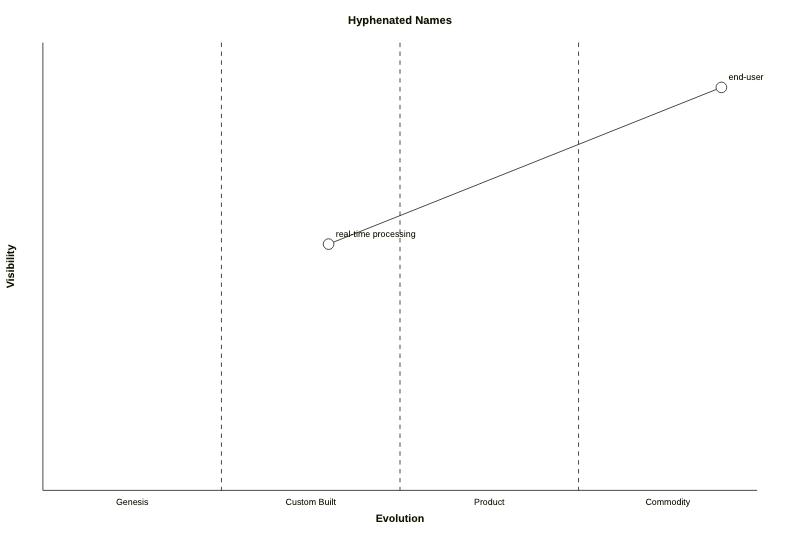 Hyphenated Names
end-user
real-time processing
Visibility
Genesis
Custom Built
Product
Commodity
Evolution